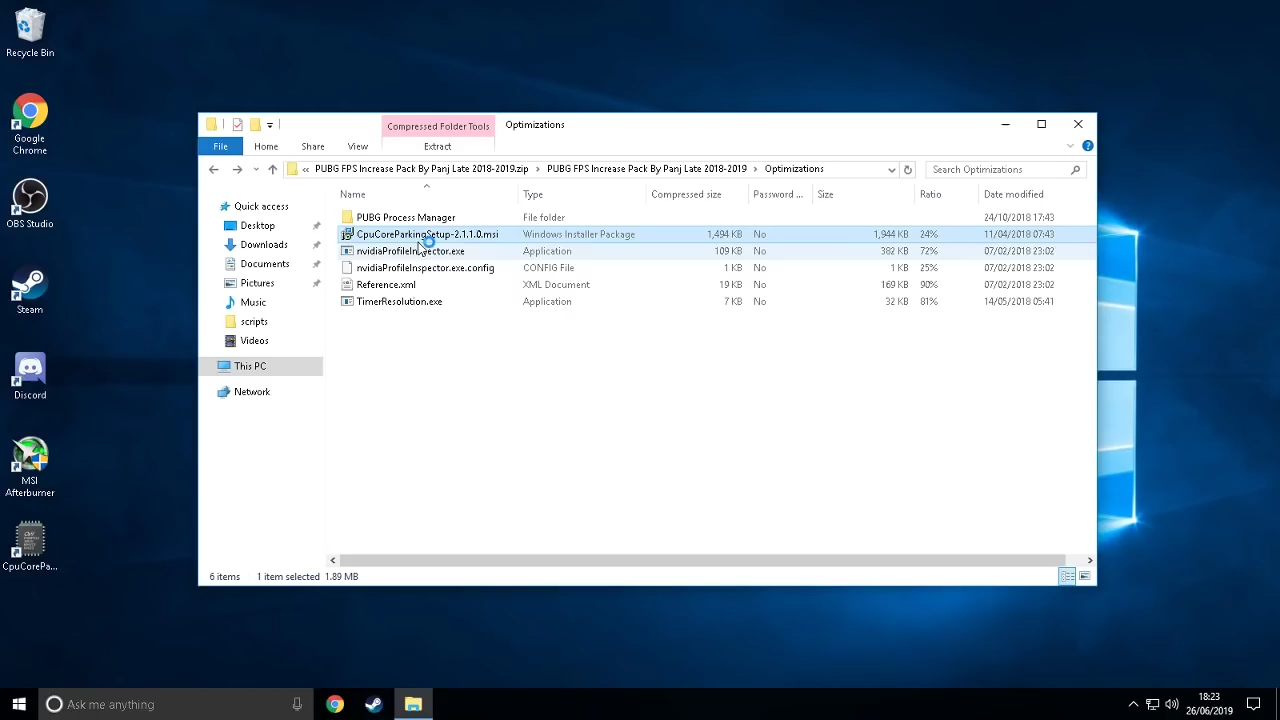 Recycle Bin
Google
Chrome
OBS Studio
Steam
Discord
MSI
Afterburner
CpuCorePa...
Compressed Folder Tools
Optimizations
File
Home
Share
View
Extract
« PUBG FPS Increase Pack By Panj Late 2018-2019.zip › PUBG FPS Increase Pack By Panj Late 2018-2019 › Optimizations
Search Optimizations
Name Type Compressed size Password ... Size Ratio Date modified
Quick access
Desktop
Downloads
Documents
Pictures
Music
scripts
Videos
This PC
Network
PUBG Process Manager File folder 24/10/2018 17:43
CpuCoreParkingSetup-2.1.1.0.msi Windows Installer Package 1,494 KB No 1,944 KB 24% 11/04/2018 07:43
nvidiaProfileInspector.exe Application 109 KB No 382 KB 72% 07/02/2018 23:02
nvidiaProfileInspector.exe.config CONFIG File 1 KB No 1 KB 25% 07/02/2018 23:02
Reference.xml XML Document 19 KB No 169 KB 90% 07/02/2018 23:02
TimerResolution.exe Application 7 KB No 32 KB 81% 14/05/2018 05:41
6 items 1 item selected 1.89 MB
Ask me anything
18:23
26/06/2019